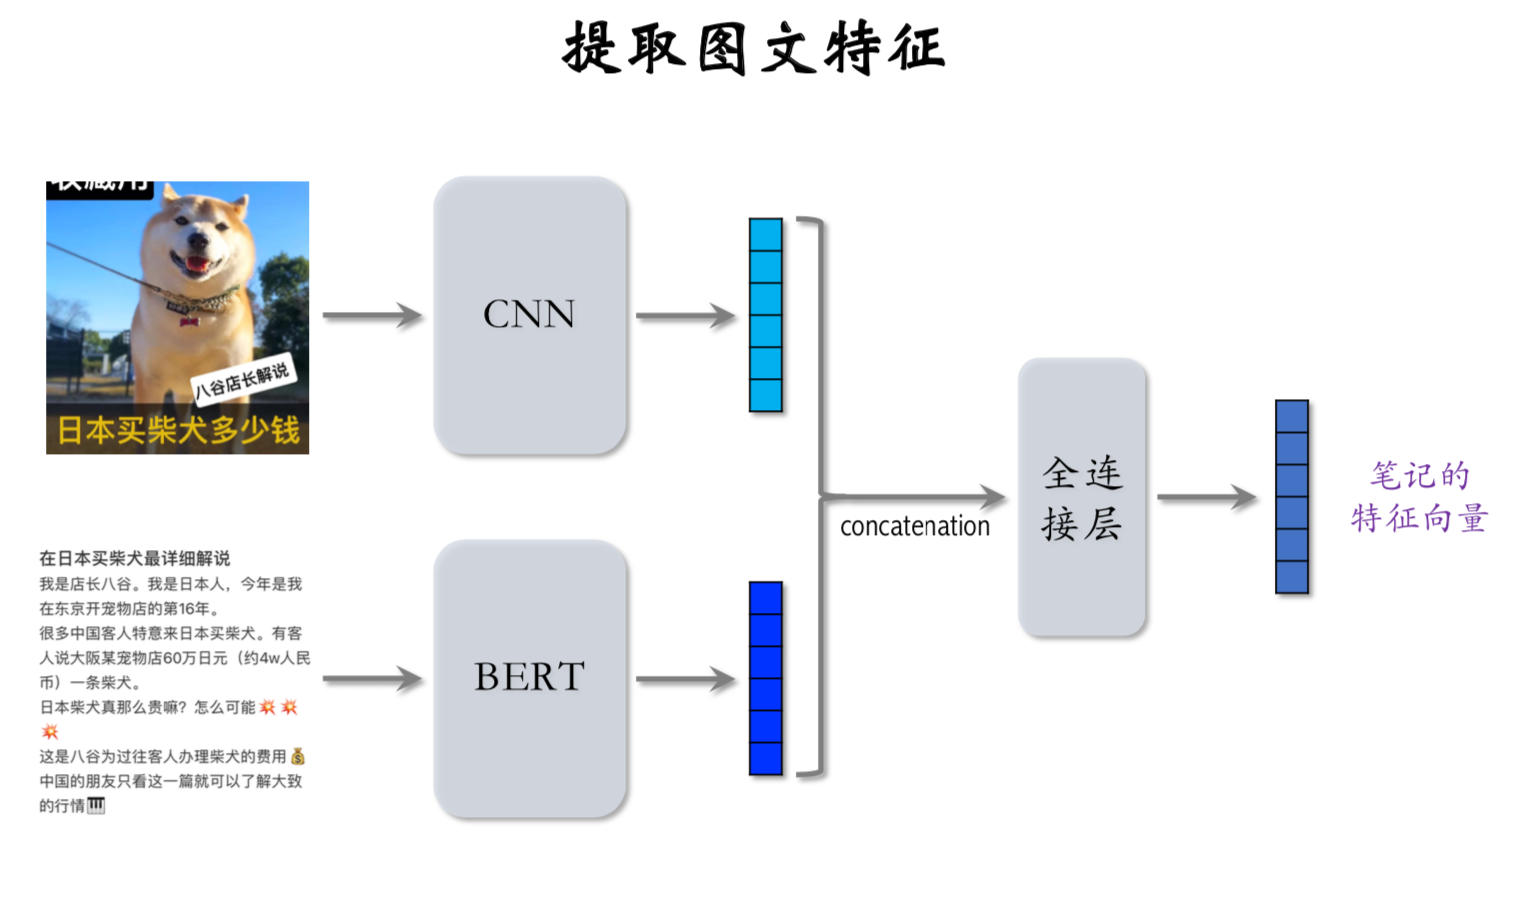 提取图文特征
收藏用
八谷店长解说
日本买柴犬多少钱
CNN
在日本买柴犬最详细解说
我是店长八谷。我是日本人，今年是我
在东京开宠物店的第16年。
很多中国客人特意来日本买柴犬。有客
人说大阪某宠物店60万日元（约4w人民
币）一条柴犬。
日本柴犬真那么贵嘛？怎么可能💥💥
💥
这是八谷为过往客人办理柴犬的费用💰
中国的朋友只看这一篇就可以了解大致
的行情🎹
BERT
concatenation
全连
接层
笔记的
特征向量